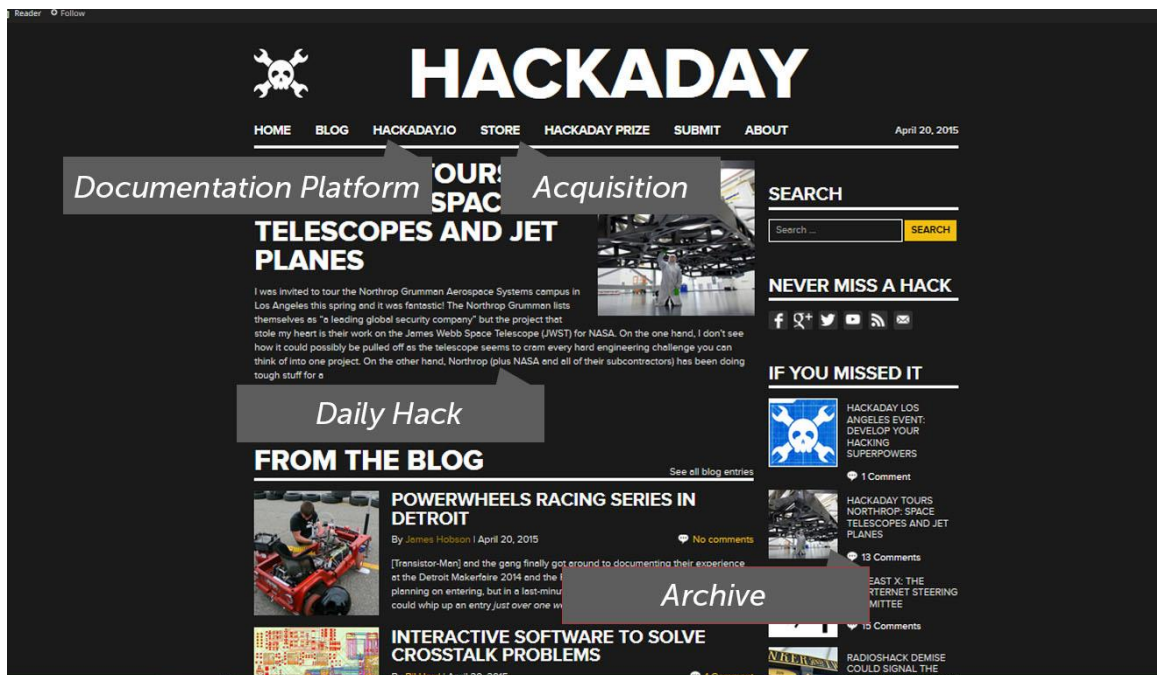 Reader Follow
HACKADAY
HOME BLOG HACKADAY.IO STORE HACKADAY PRIZE SUBMIT ABOUT April 20, 2015
Documentation Platform
Acquisition
TELESCOPES AND JET
PLANES
I was invited to tour the Northrop Grumman Aerospace Systems campus in
Los Angeles this spring and it was fantastic! The Northrop Grumman lists
themselves as “a leading global security company” but the project that
stole my heart is their work on the James Webb Space Telescope (JWST) for NASA. On the one hand, I don’t see
how it could possibly be pulled off as the telescope seems to cram every hard engineering challenge you can
think of into one project. On the other hand, Northrop (plus NASA and all of their subcontractors) has been doing
tough stuff for a
Daily Hack
FROM THE BLOG
See all blog entries
POWERWHEELS RACING SERIES IN
DETROIT
By James Hobson | April 20, 2015 No comments
[Transistor-Man] and the gang finally got around to documenting their experience
at the Detroit Makerfaire 2014 and the
planning on entering, but in a
could whip up an entry just over one
INTERACTIVE SOFTWARE TO SOLVE
CROSSTALK PROBLEMS
SEARCH
Search ... SEARCH
NEVER MISS A HACK
IF YOU MISSED IT
HACKADAY LOS
ANGELES EVENT:
DEVELOP YOUR
HACKING
SUPERPOWERS
1 Comment
HACKADAY TOURS
NORTHROP: SPACE
TELESCOPES AND JET
PLANES
13 Comments
Archive
X: THE
STEERING
15 Comments
RADIOSHACK DEMISE
COULD SIGNAL THE